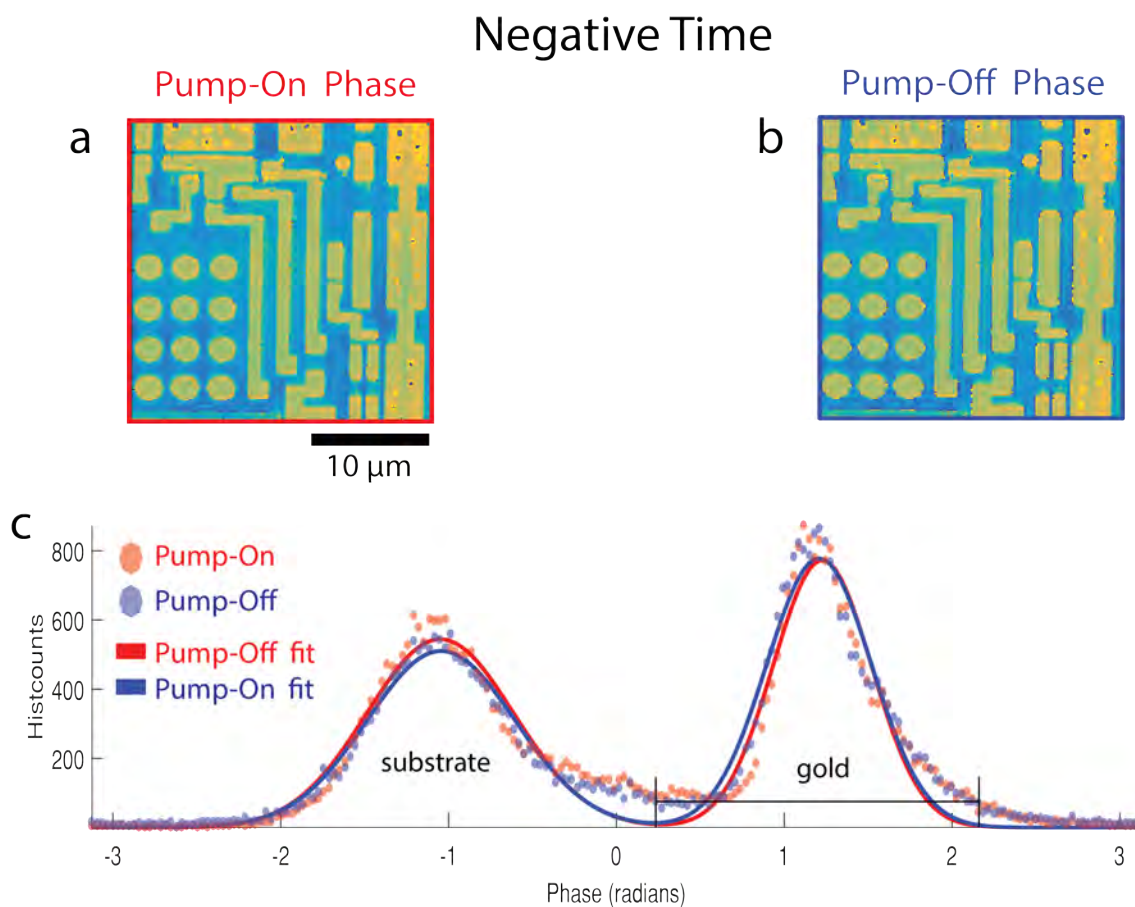 Negative Time
Pump-On Phase
Pump-Off Phase
a
b
10 μm
c
800
600
400
200
Histcounts
Pump-On
Pump-Off
Pump-Off fit
Pump-On fit
substrate
gold
-3
-2
-1
0
1
2
3
Phase (radians)